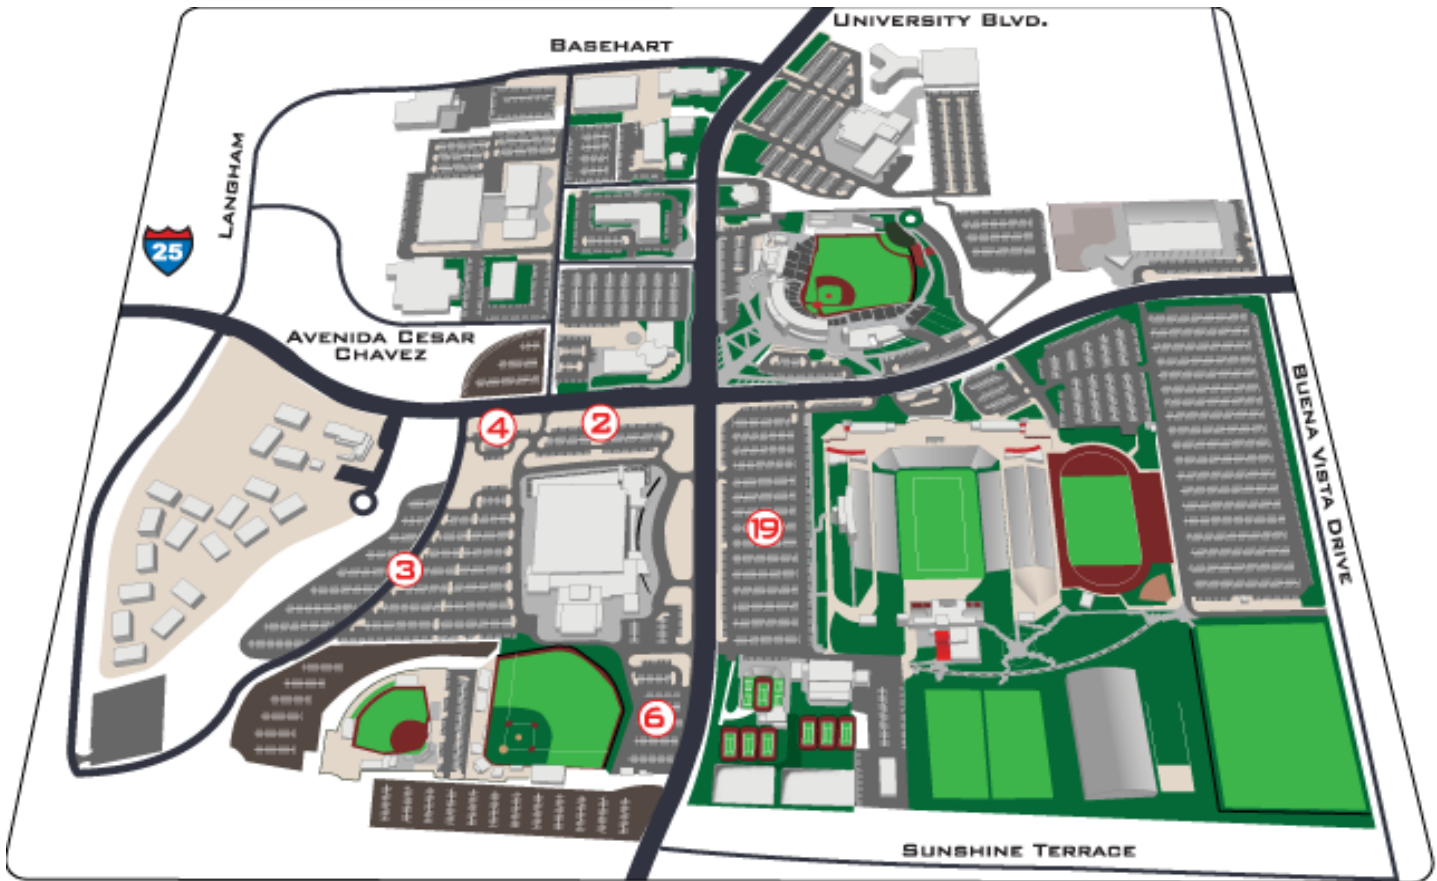 UNIVERSITY BLVD.
BASEHART
LANGHAM
25
AVENIDA CESAR
CHAVEZ
BUENA VISTA DRIVE
4
2
19
3
6
SUNSHINE TERRACE